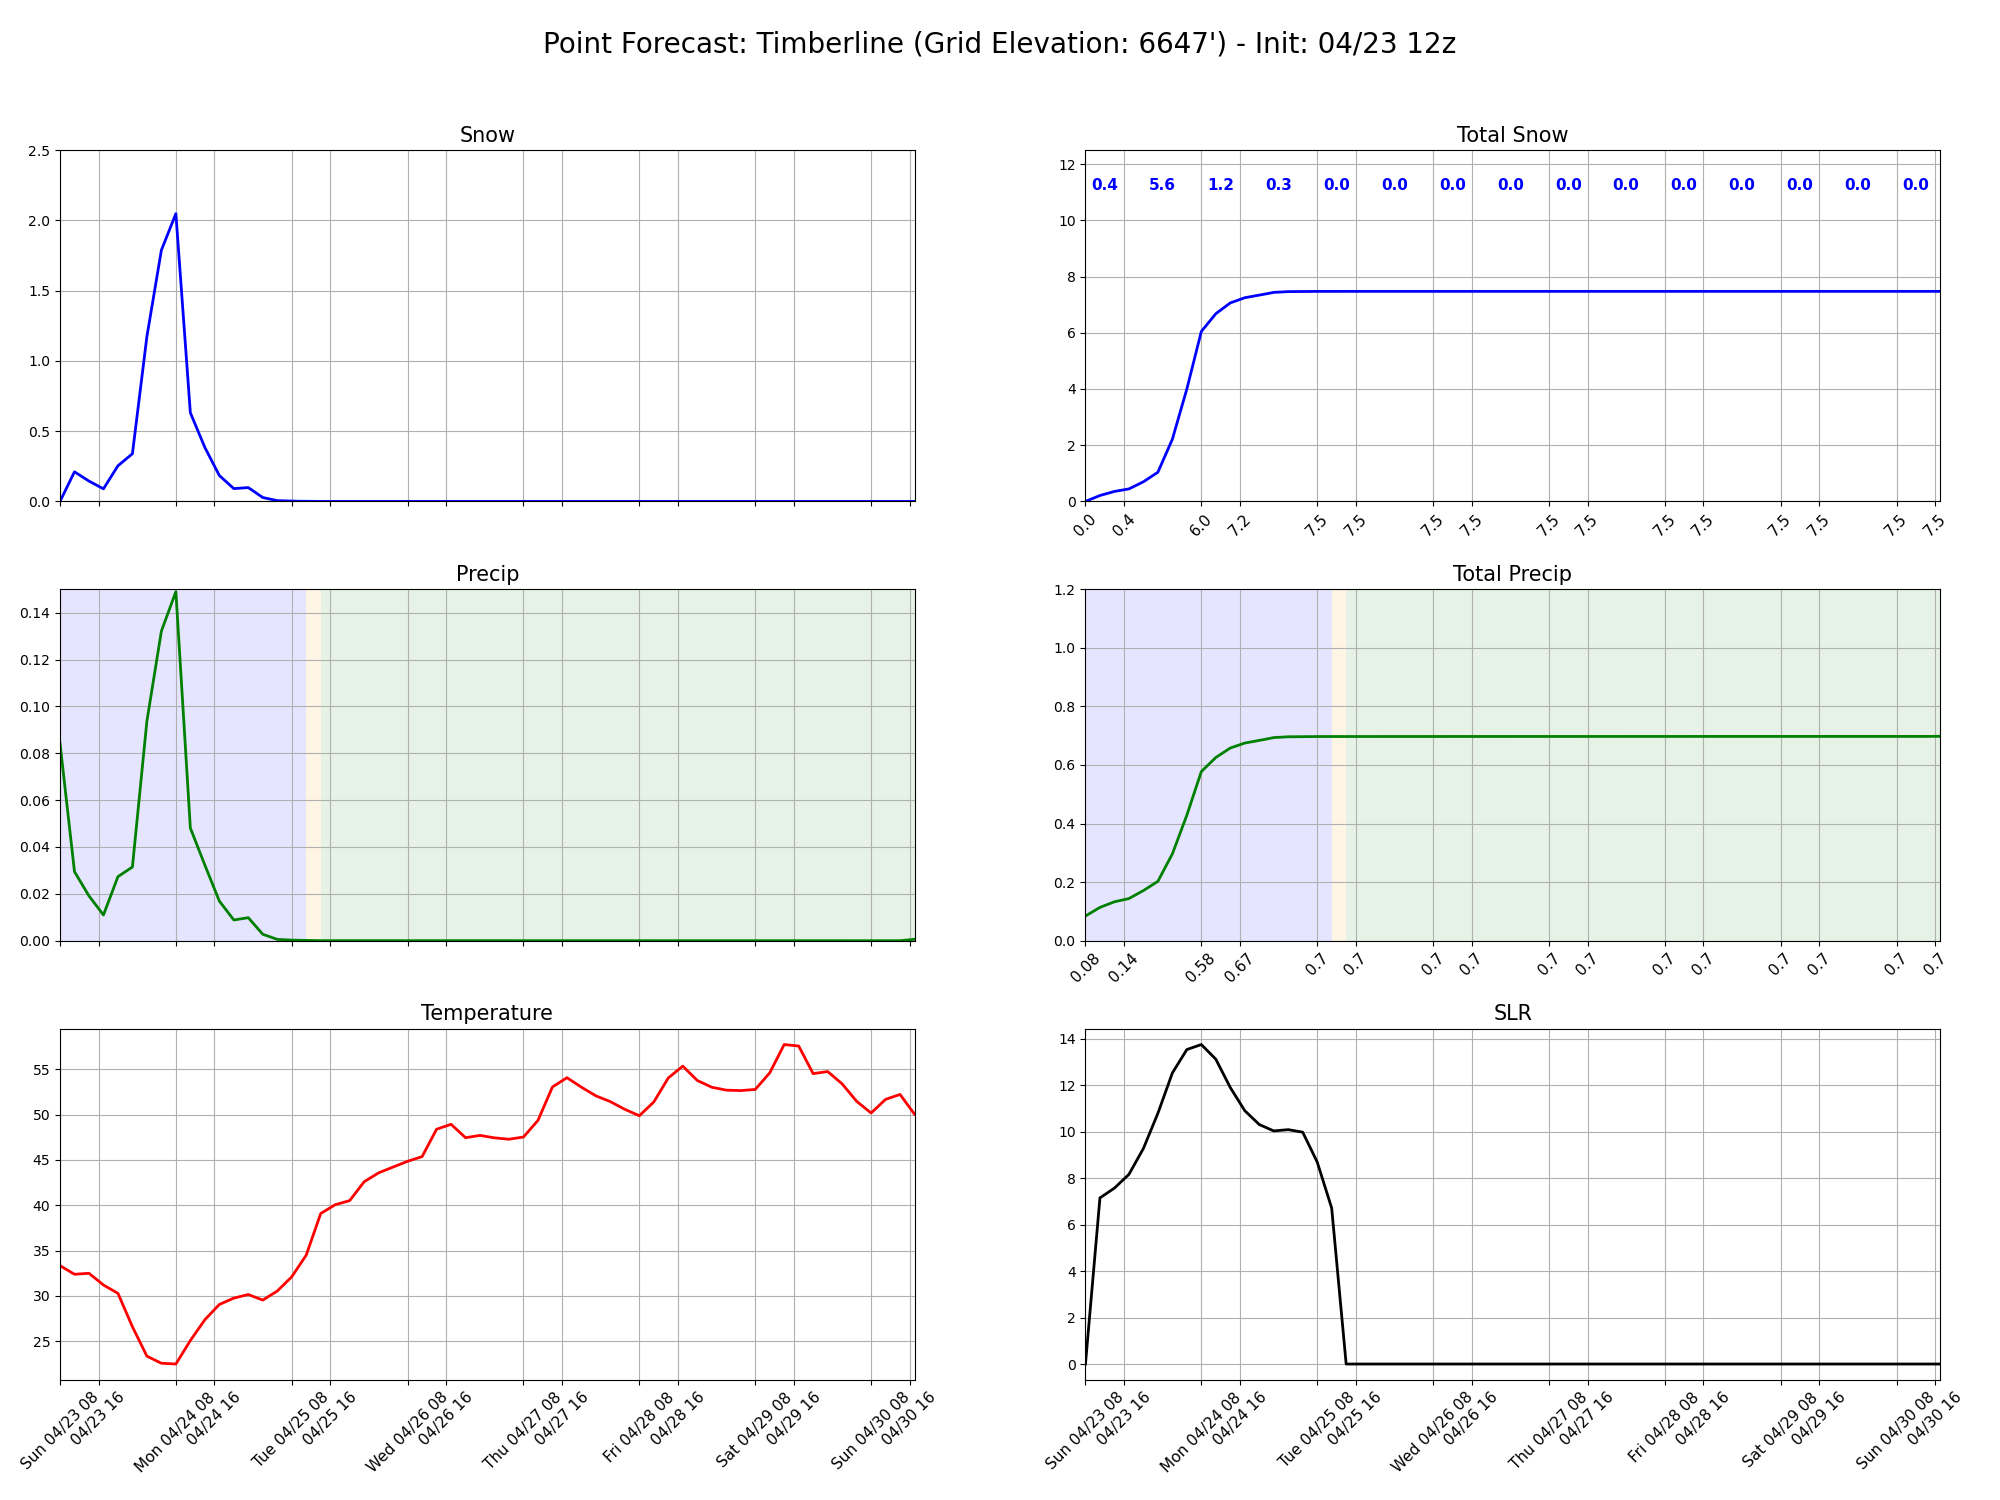 Point Forecast: Timberline (Grid Elevation: 6647') - Init: 04/23 12z
Snow
2.5
2.0
1.5
1.0
0.5
0.0
Total Snow
12
10
8
6
4
2
0
0.4 5.6 1.2 0.3 0.0 0.0 0.0 0.0 0.0 0.0 0.0 0.0 0.0 0.0 0.0
0.0 0.4 6.0 7.2 7.5 7.5 7.5 7.5 7.5 7.5 7.5 7.5 7.5 7.5 7.5 7.5
Precip
0.14
0.12
0.10
0.08
0.06
0.04
0.02
0.00
Total Precip
1.2
1.0
0.8
0.6
0.4
0.2
0.0
0.08 0.14 0.58 0.67 0.7 0.7 0.7 0.7 0.7 0.7 0.7 0.7 0.7 0.7 0.7 0.7
Temperature
55
50
45
40
35
30
25
Sun 04/23 08
04/23 16
Mon 04/24 08
04/24 16
Tue 04/25 08
04/25 16
Wed 04/26 08
04/26 16
Thu 04/27 08
04/27 16
Fri 04/28 08
04/28 16
Sat 04/29 08
04/29 16
Sun 04/30 08
04/30 16
SLR
14
12
10
8
6
4
2
0
Sun 04/23 08
04/23 16
Mon 04/24 08
04/24 16
Tue 04/25 08
04/25 16
Wed 04/26 08
04/26 16
Thu 04/27 08
04/27 16
Fri 04/28 08
04/28 16
Sat 04/29 08
04/29 16
Sun 04/30 08
04/30 16